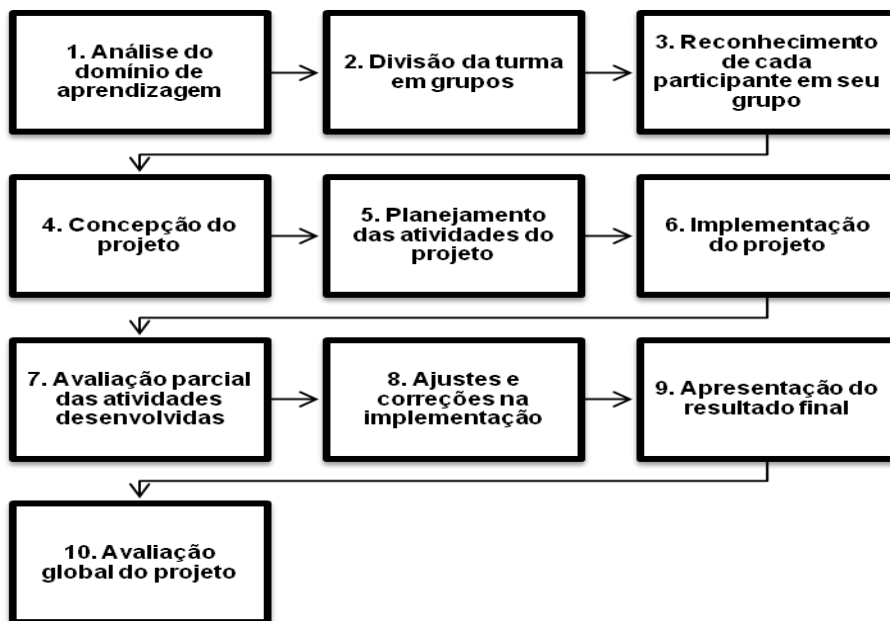 1. Análise do
domínio de
aprendizagem
2. Divisão da turma
em grupos
3. Reconhecimento
de cada
participante em seu
grupo
4. Concepção do
projeto
5. Planejamento
das atividades do
projeto
6. Implementação
do projeto
7. Avaliação parcial
das atividades
desenvolvidas
8. Ajustes e
correções na
implementação
9. Apresentação do
resultado final
10. Avaliação
global do projeto